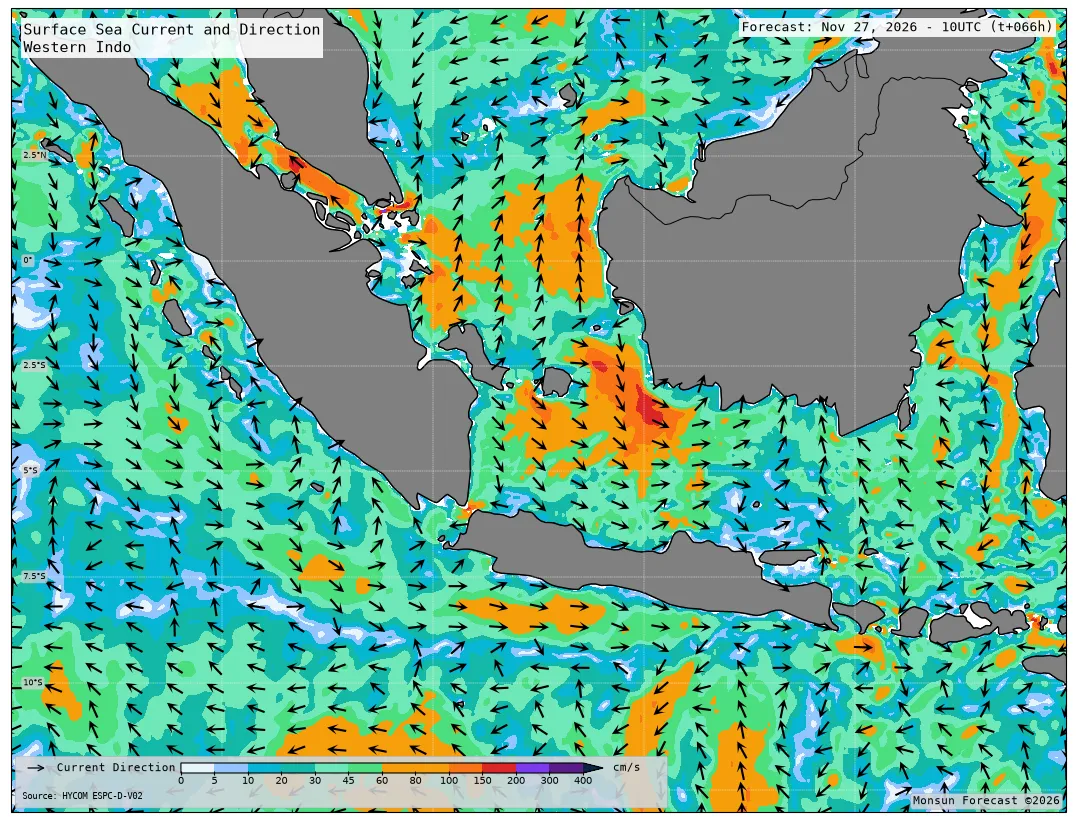 Surface Sea Current and Direction
Western Indo
Forecast: Nov 27, 2026 - 10UTC (t+066h)
2.5°N
0°
2.5°S
5°S
7.5°S
10°S
Current Direction
0 5 10 20 30 45 60 80 100 150 200 300 400 cm/s
Source: HYCOM ESPC-D-V02
Monsun Forecast ©2026